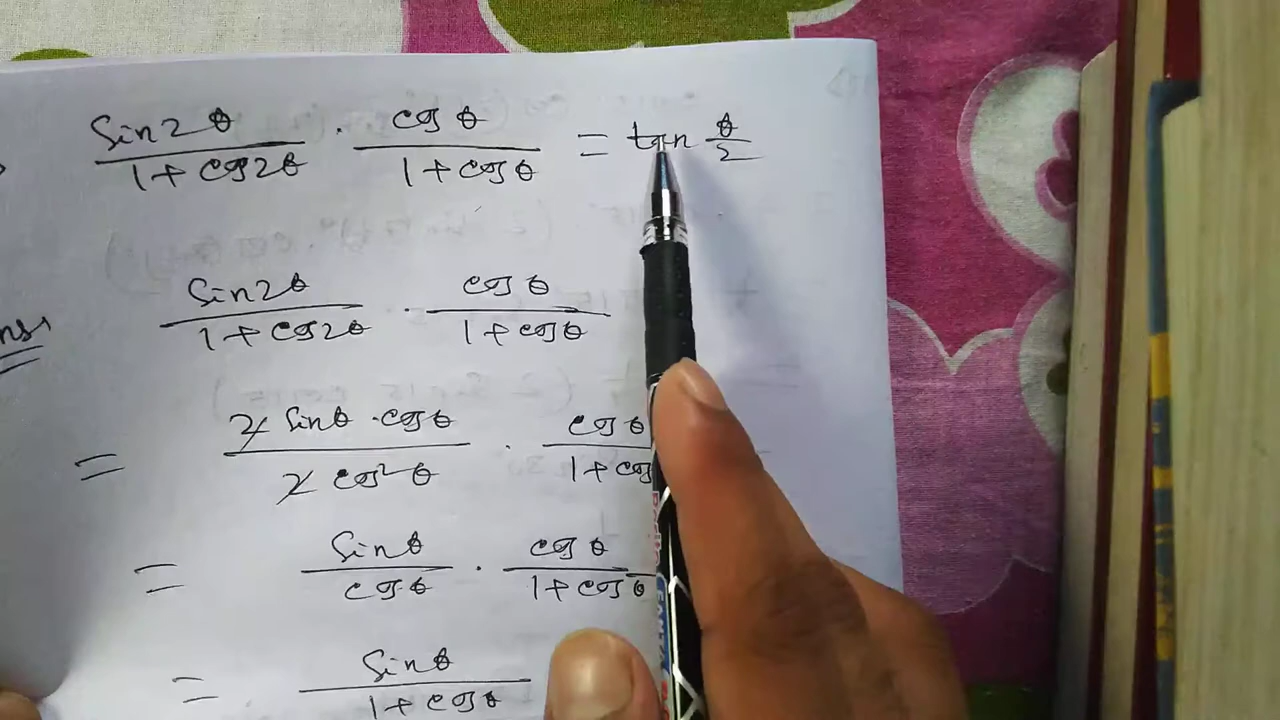 sin2θ / 1+cos2θ · cosθ / 1+cosθ = tan θ/2
sin2θ / 1+cos2θ · cosθ / 1+cosθ
= 2 sinθ·cosθ / 2 cos²θ · cosθ / 1+cos
= sinθ / cosθ · cosθ / 1+cosθ
= sinθ / 1+cosθ